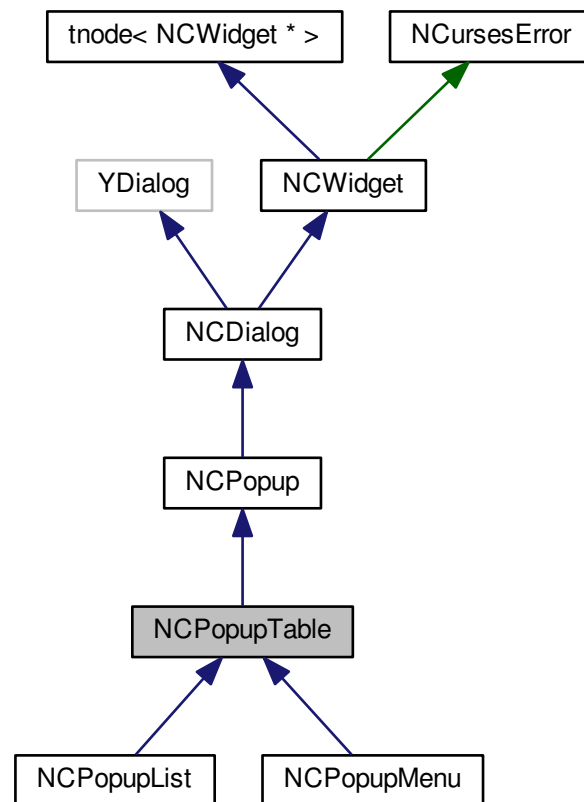 tnode< NCWidget * >
NCursesError
YDialog
NCWidget
NCDialog
NCPopup
NCPopupTable
NCPopupList
NCPopupMenu